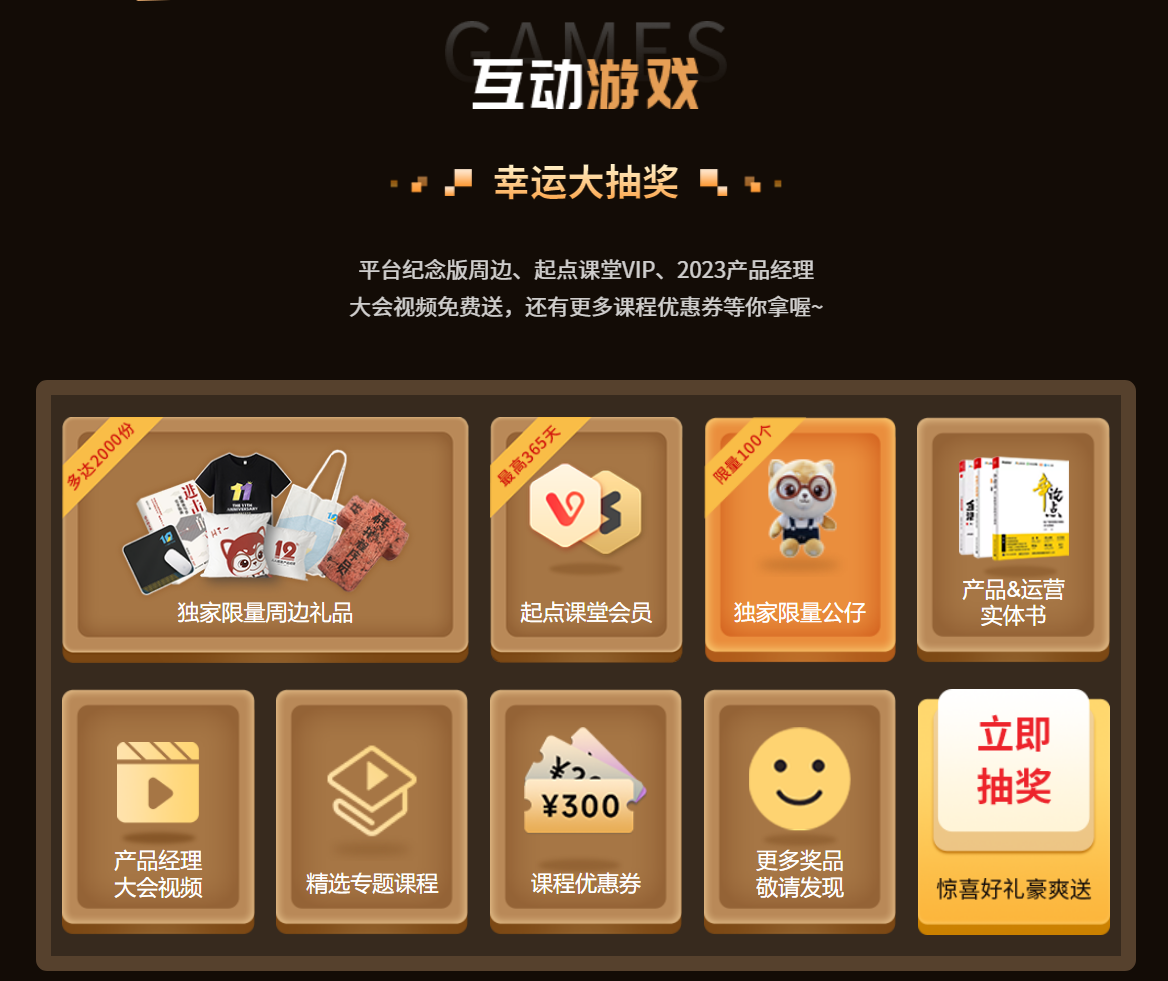 GAMES
互动游戏
幸运大抽奖
平台纪念版周边、起点课堂VIP、2023产品经理
大会视频免费送，还有更多课程优惠券等你拿喔~
多达2000份
独家限量周边礼品
最高365天
起点课堂会员
限量100个
独家限量公仔
产品&运营
实体书
产品经理
大会视频
精选专题课程
¥300
课程优惠券
更多奖品
敬请发现
立即
抽奖
惊喜好礼豪爽送